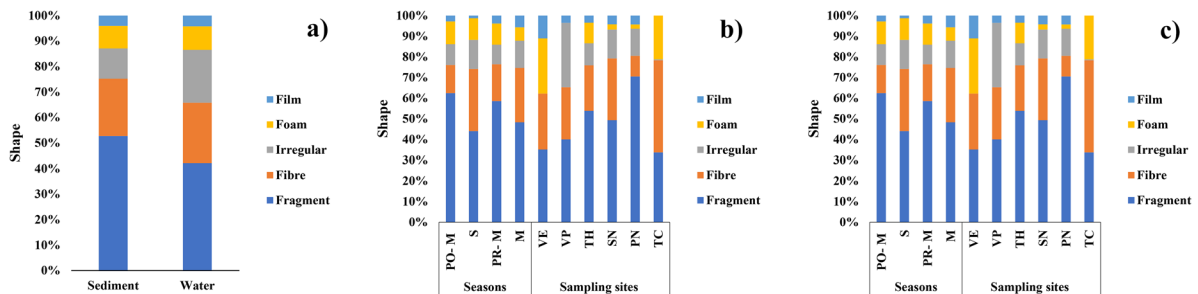 a)
100%
90%
80%
70%
60%
50%
40%
30%
20%
10%
0%
Shape
Sediment Water
Film
Foam
Irregular
Fibre
Fragment
b)
100%
90%
80%
70%
60%
50%
40%
30%
20%
10%
0%
Shape
PO- M S PR- M M VE VP TH SN PN TC
Seasons Sampling sites
Film
Foam
Irregular
Fibre
Fragment
c)
100%
90%
80%
70%
60%
50%
40%
30%
20%
10%
0%
Shape
PO- M S PR- M M VE VP TH SN PN TC
Seasons Sampling sites
Film
Foam
Irregular
Fibre
Fragment